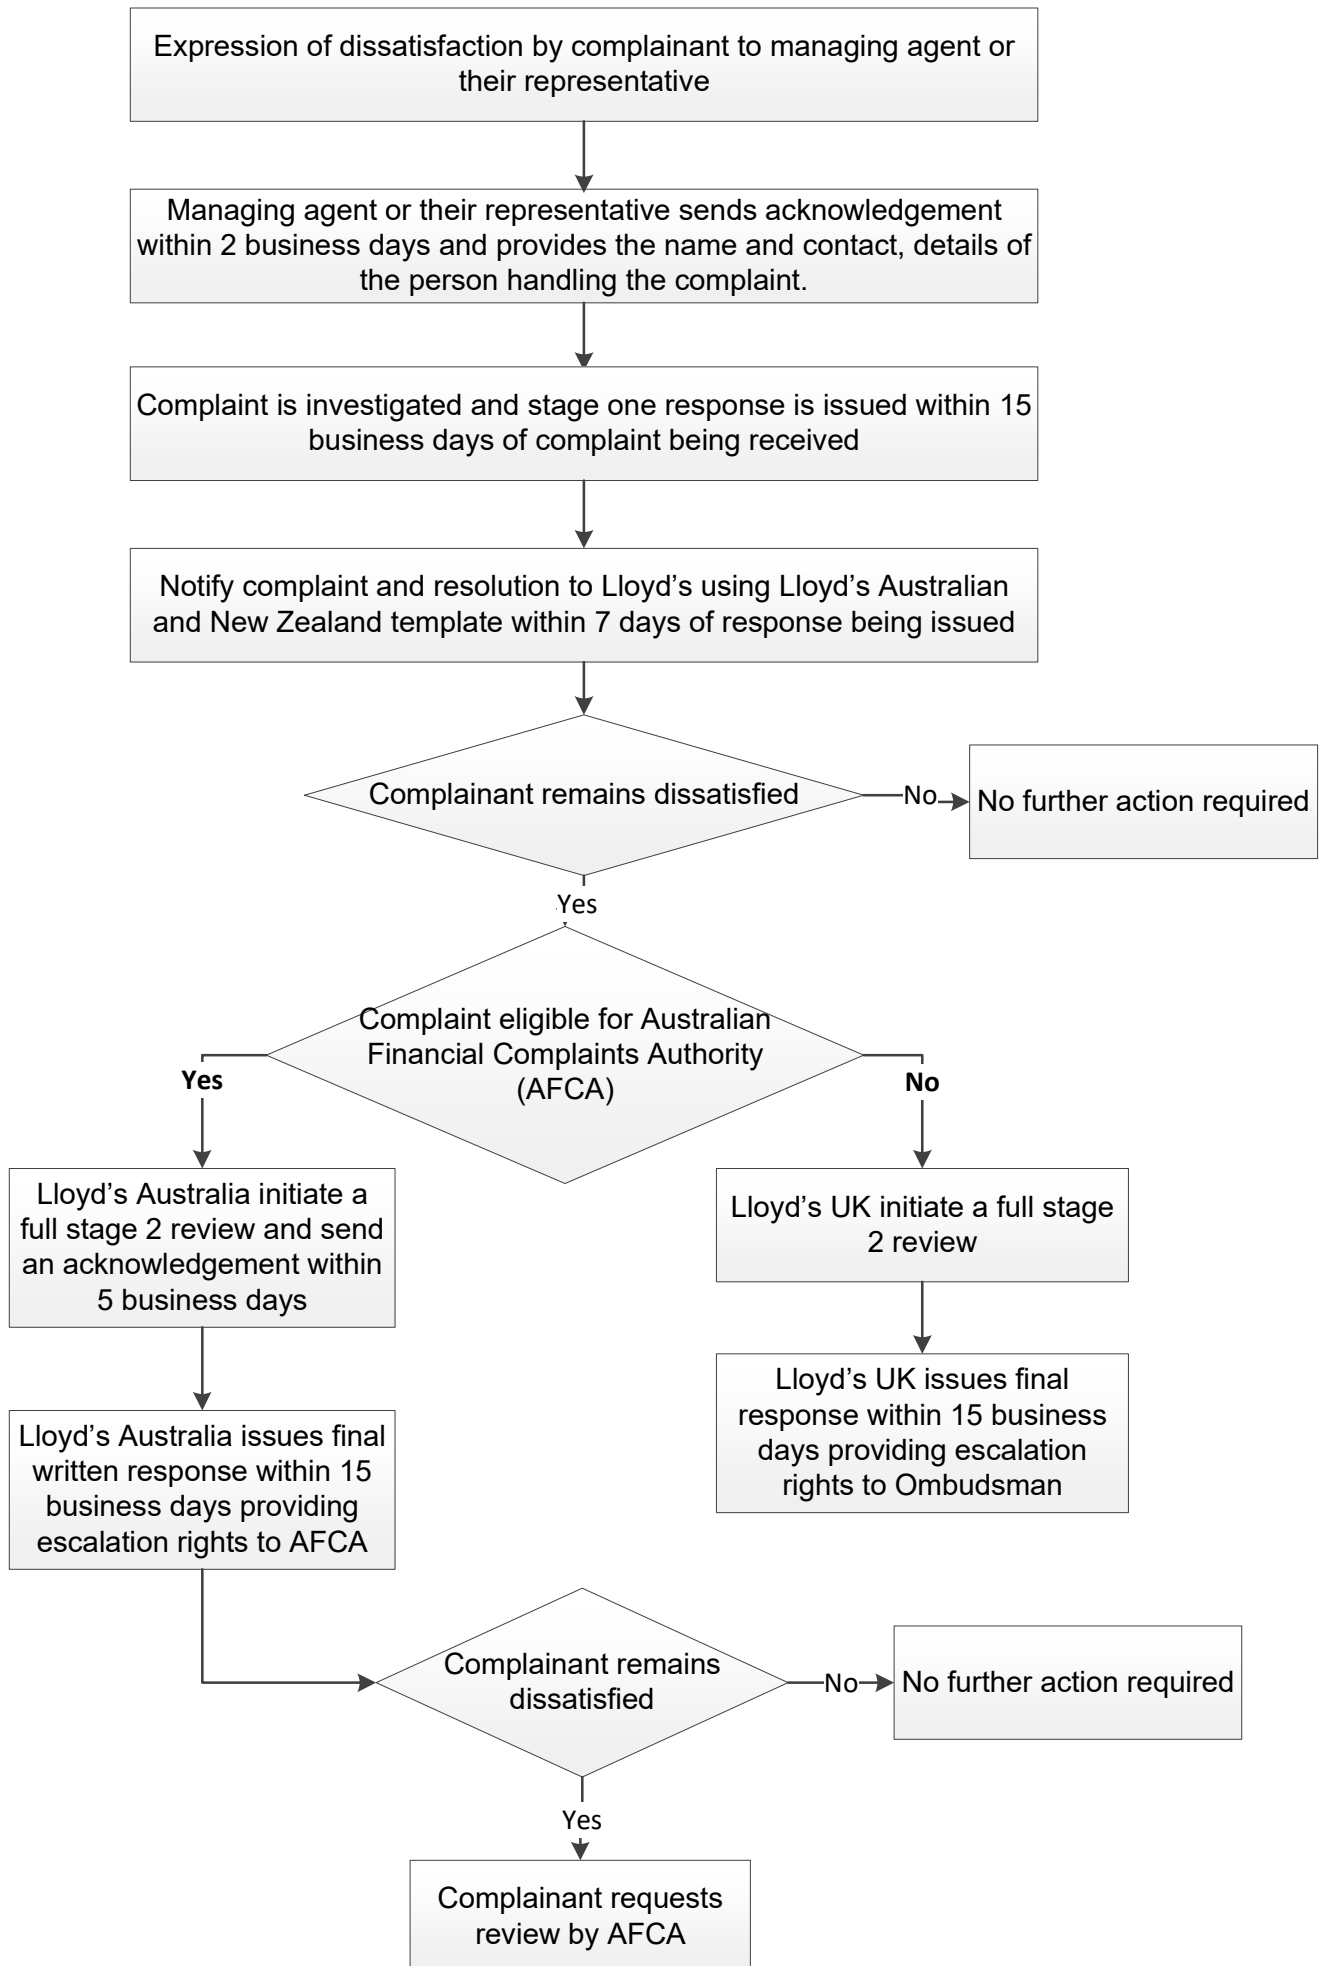 Expression of dissatisfaction by complainant to managing agent or
their representative
Managing agent or their representative sends acknowledgement
within 2 business days and provides the name and contact, details of
the person handling the complaint.
Complaint is investigated and stage one response is issued within 15
business days of complaint being received
Notify complaint and resolution to Lloyd’s using Lloyd’s Australian
and New Zealand template within 7 days of response being issued
Complainant remains dissatisfied
No
No further action required
Yes
Complaint eligible for Australian
Financial Complaints Authority
(AFCA)
Yes
No
Lloyd’s Australia initiate a
full stage 2 review and send
an acknowledgement within
5 business days
Lloyd’s UK initiate a full stage
2 review
Lloyd’s Australia issues final
written response within 15
business days providing
escalation rights to AFCA
Lloyd’s UK issues final
response within 15 business
days providing escalation
rights to Ombudsman
Complainant remains
dissatisfied
No
No further action required
Yes
Complainant requests
review by AFCA